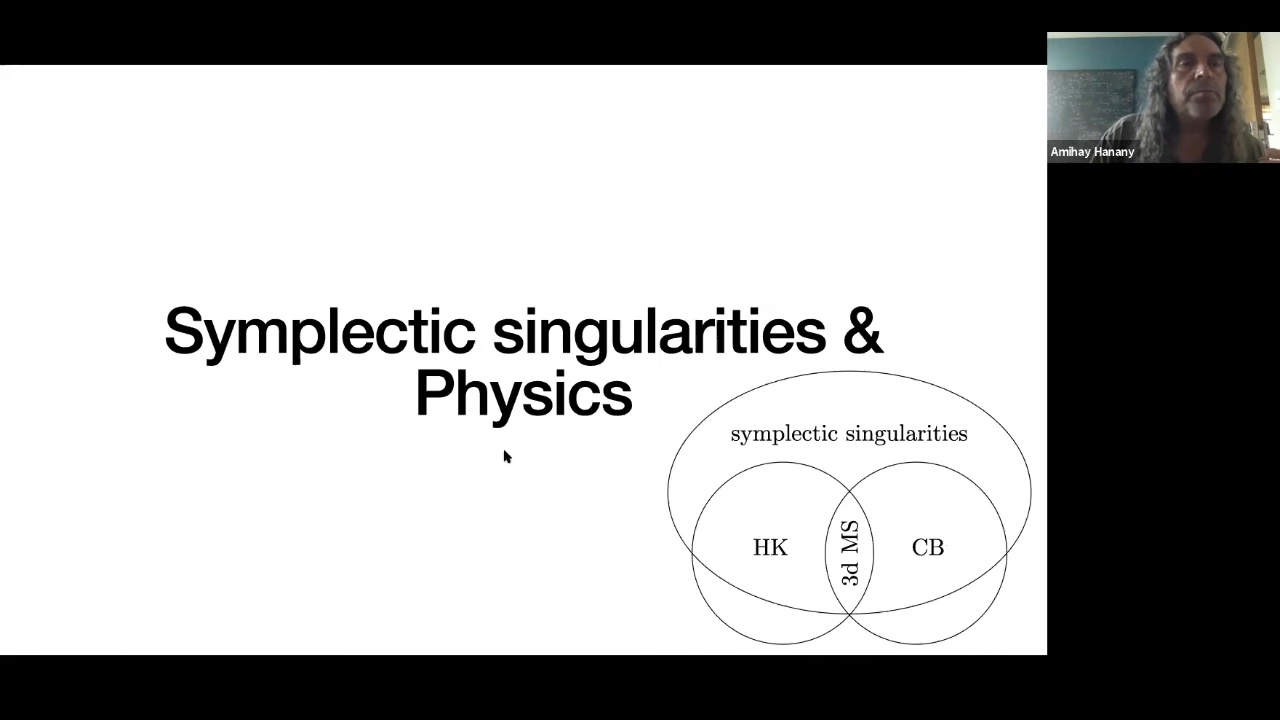 Symplectic singularities &
Physics
symplectic singularities
HK
3d MS
CB
Amihay Hanany